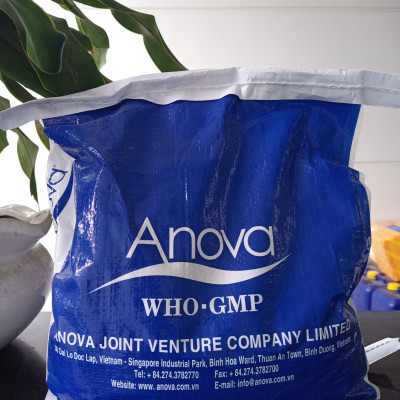 Anova
WHO·GMP
ANOVA JOINT VENTURE COMPANY LIMITED
Dai Lo Doc Lap, Vietnam - Singapore Industrial Park, Binh Hoa Ward, Thuan An Town, Binh Duong, Vietnam
Tel: + 84.274.3782770 Fax: + 84.274.3782700
Website: www. anova.com.vn E-mail: info@anova.com.vn